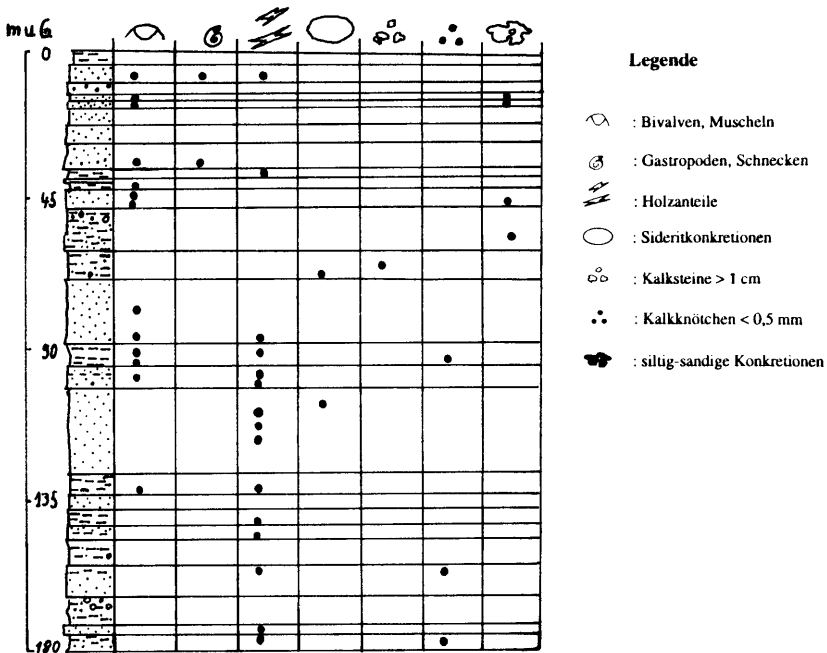 m u G
0
45
90
135
180
Legende
: Bivalven, Muscheln
: Gastropoden, Schnecken
: Holzanteile
: Sideritkonkretionen
: Kalksteine > 1 cm
: Kalkknötchen < 0,5 mm
: siltig-sandige Konkretionen